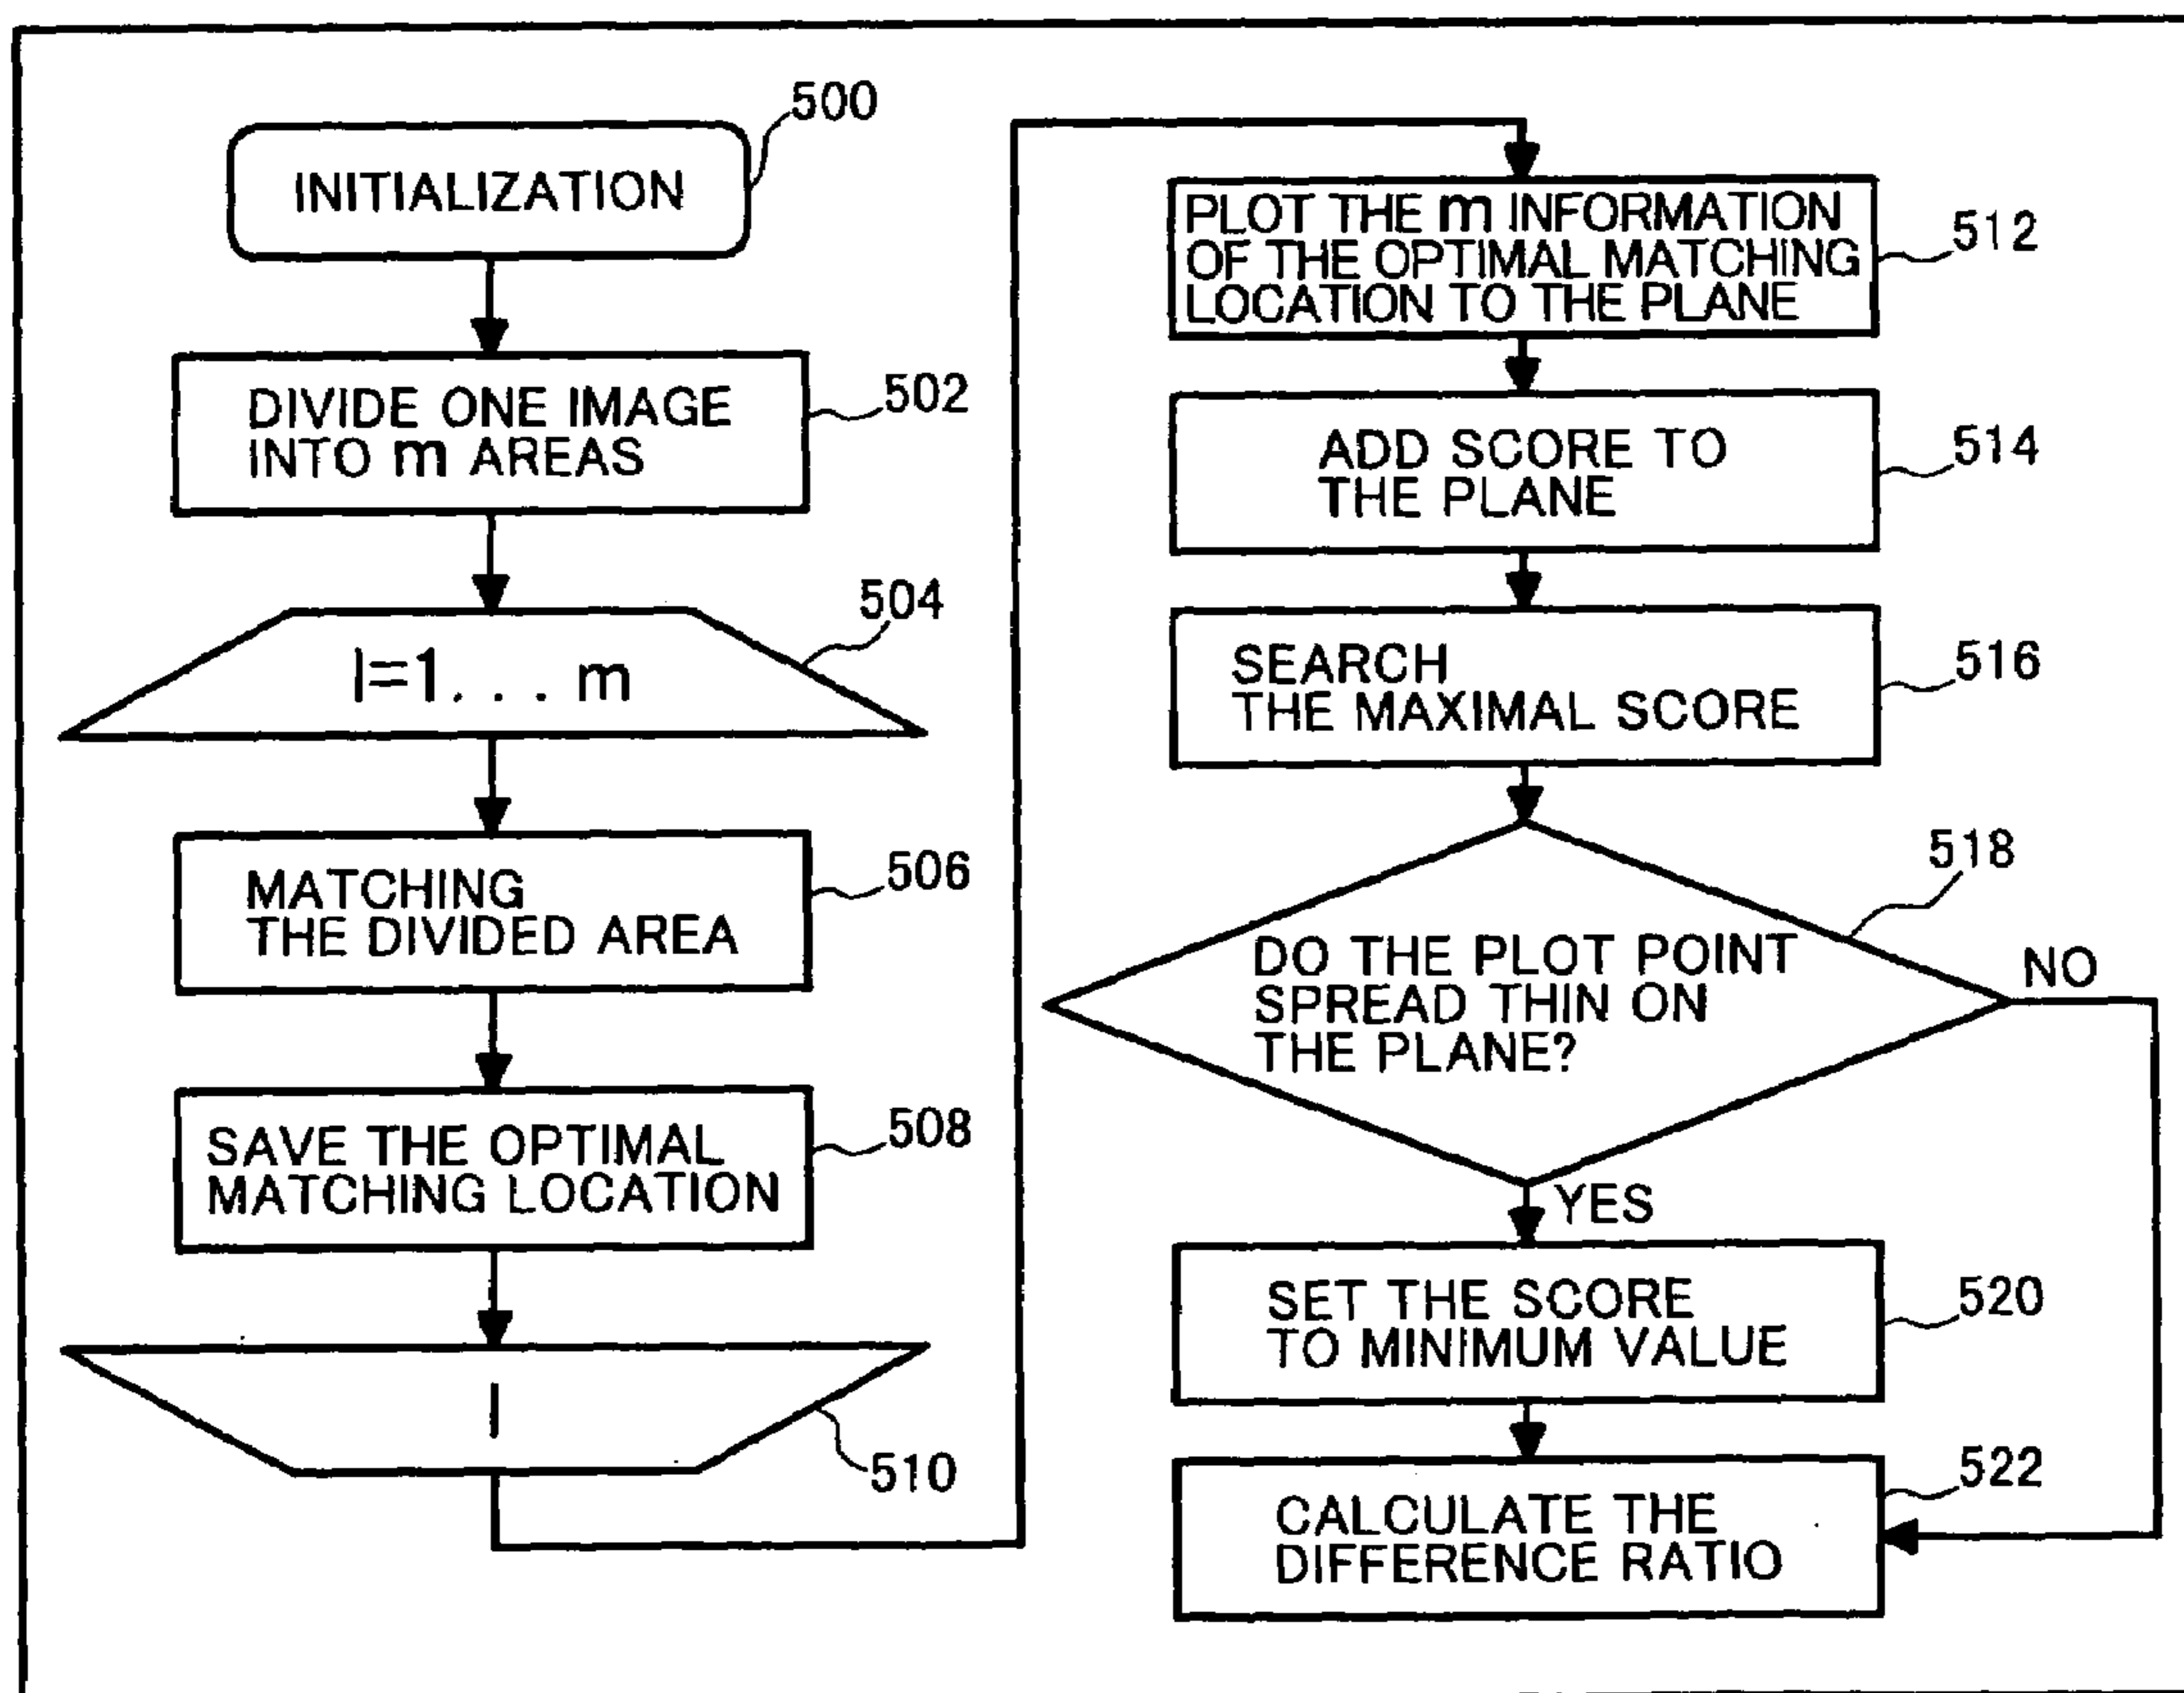 500
INITIALIZATION
DIVIDE ONE IMAGE
INTO m AREAS
502
504
I=1. . . m
MATCHING
THE DIVIDED AREA
506
SAVE THE OPTIMAL
MATCHING LOCATION
508
I
510
PLOT THE m INFORMATION
OF THE OPTIMAL MATCHING
LOCATION TO THE PLANE
512
ADD SCORE TO
THE PLANE
514
SEARCH
THE MAXIMAL SCORE
516
518
DO THE PLOT POINT
SPREAD THIN ON
THE PLANE?
NO
YES
SET THE SCORE
TO MINIMUM VALUE
520
CALCULATE THE
DIFFERENCE RATIO
522